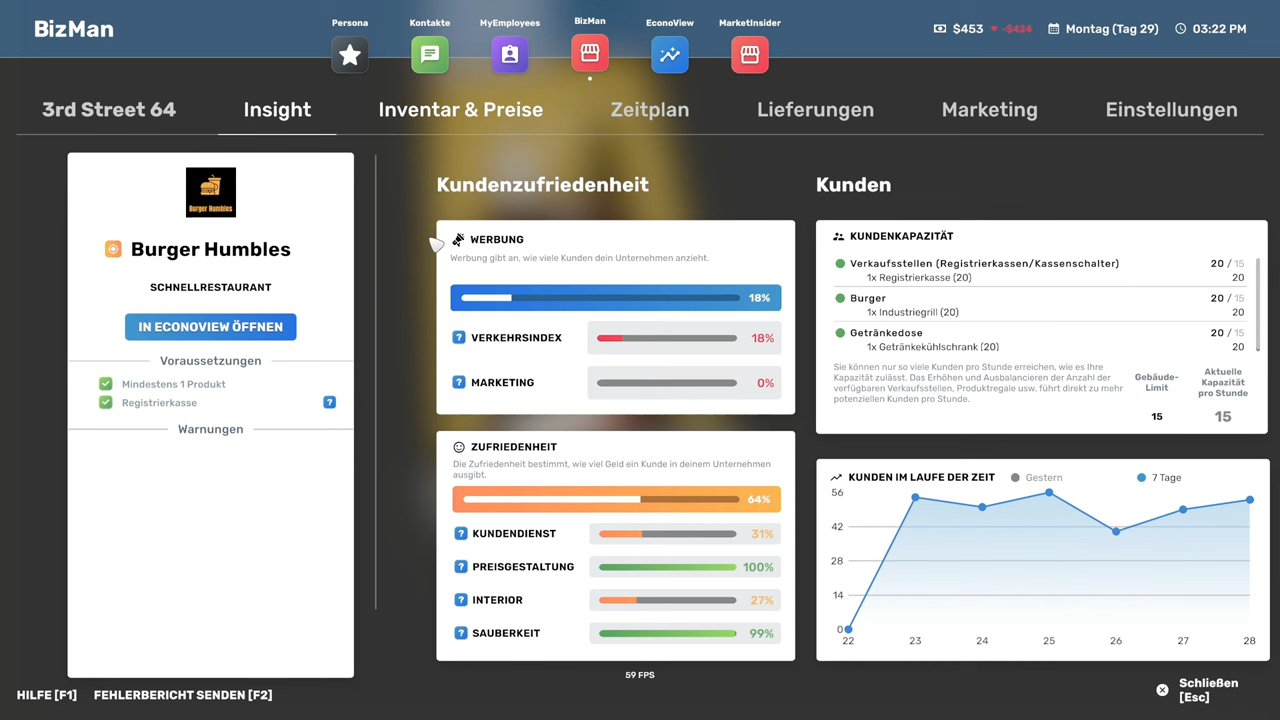 BizMan
Persona
Kontakte
MyEmployees
BizMan
EconoView
MarketInsider
$453 ▼ -$424
Montag (Tag 29)
03:22 PM
3rd Street 64
Insight
Inventar & Preise
Zeitplan
Lieferungen
Marketing
Einstellungen
Burger Humbles
Burger Humbles
SCHNELLRESTAURANT
IN ECONOVIEW ÖFFNEN
Voraussetzungen
Mindestens 1 Produkt
Registrierkasse
?
Warnungen
Kundenzufriedenheit
WERBUNG
Werbung gibt an, wie viele Kunden dein Unternehmen anzieht.
18%
? VERKEHRSINDEX 18%
? MARKETING 0%
ZUFRIEDENHEIT
Die Zufriedenheit bestimmt, wie viel Geld ein Kunde in deinem Unternehmen
ausgibt.
64%
? KUNDENDIENST 31%
? PREISGESTALTUNG 100%
? INTERIOR 27%
? SAUBERKEIT 99%
Kunden
KUNDENKAPAZITÄT
Verkaufsstellen (Registrierkassen/Kassenschalter) 20 / 15
1x Registrierkasse (20) 20
Burger 20 / 15
1x Industriegrill (20) 20
Getränkedose 20 / 15
1x Getränkekühlschrank (20) 20
Sie können nur so viele Kunden pro Stunde erreichen, wie es Ihre
Kapazität zulässt. Das Erhöhen und Ausbalancieren der Anzahl der
verfügbaren Verkaufsstellen, Produktregale usw. führt direkt zu mehr
potenziellen Kunden pro Stunde.
Gebäude-
Limit
15
Aktuelle
Kapazität
pro Stunde
15
KUNDEN IM LAUFE DER ZEIT
Gestern
7 Tage
56
42
28
14
0
22 23 24 25 26 27 28
59 FPS
HILFE [F1]
FEHLERBERICHT SENDEN [F2]
Schließen
[Esc]